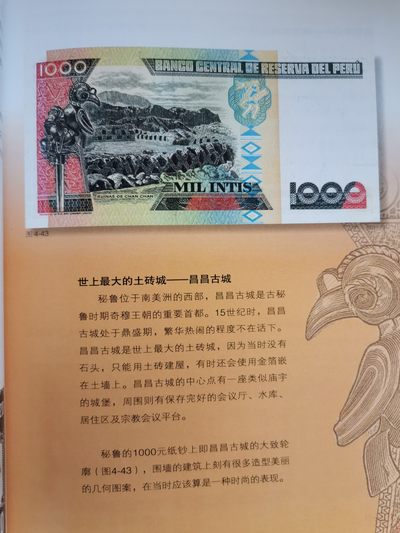 1000
BANCO CENTRAL DE RESERVA DEL PERÚ
RUINAS DE CHAN CHAN
MIL INTIS
1000
图4-43
世上最大的土砖城——昌昌古城
秘鲁位于南美洲的西部，昌昌古城是古秘
鲁时期奇穆王朝的重要首都。15世纪时，昌昌
古城处于鼎盛期，繁华热闹的程度不在话下。
昌昌古城是世上最大的土砖城，因为当时没有
石头，只能用土砖建屋，有时还会使用金箔嵌
在土墙上。昌昌古城的中心点有一座类似庙宇
的城堡，周围则有保存完好的会议厅、水库、
居住区及宗教会议平台。
秘鲁的1000元纸钞上即昌昌古城的大致轮
廓（图4-43），围墙的建筑上刻有很多造型美丽
的几何图案，在当时应该算是一种时尚的表现。